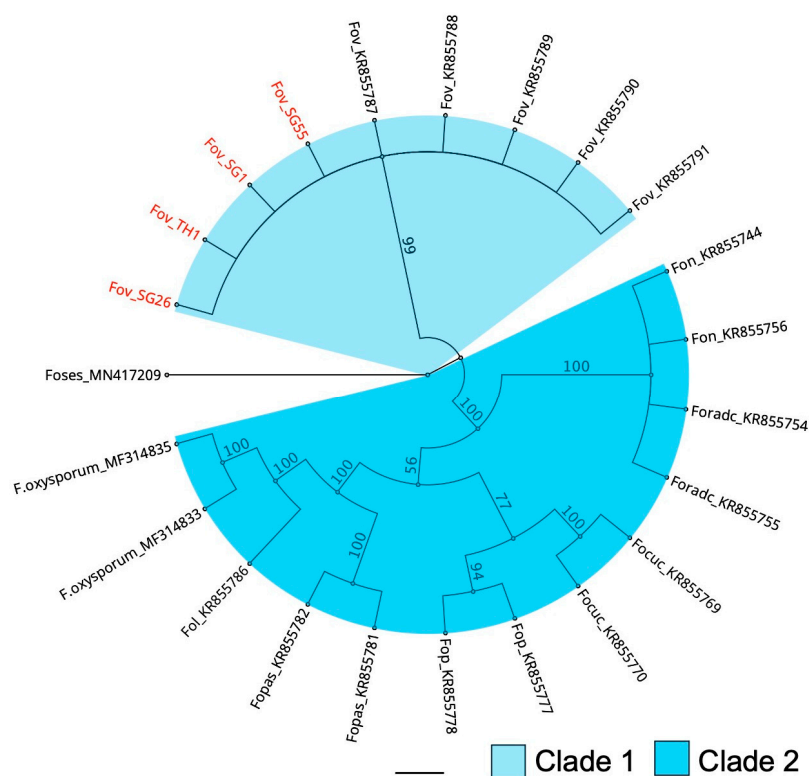 Fov_KR855787
Fov_KR855788
Fov_KR855789
Fov_KR855790
Fov_KR855791
Fov_SG55
Fov_SG1
Fov_TH1
Fov_SG26
99
Foses_MN417209
Fon_KR855744
Fon_KR855756
Foradc_KR855754
Foradc_KR855755
100
100
56
77
100
94
100
100
100
100
Focuc_KR855769
Focuc_KR855770
Fop_KR855777
Fop_KR855778
Fopas_KR855781
Fopas_KR855782
Fol_KR855786
F.oxysporum_MF314833
F.oxysporum_MF314835
Clade 1
Clade 2